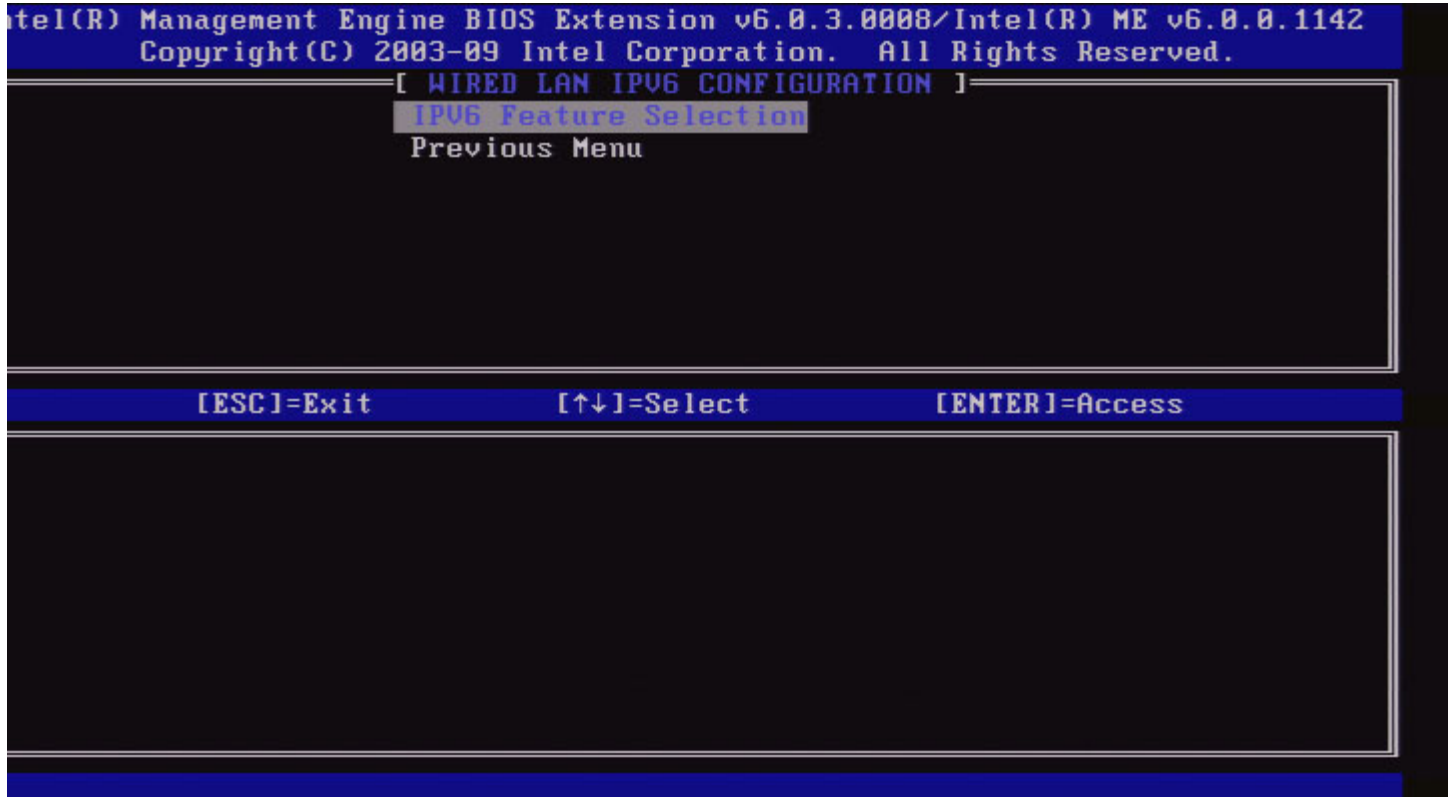 ntel(R) Management Engine BIOS Extension v6.0.3.0008/Intel(R) ME v6.0.0.1142
Copyright(C) 2003-09 Intel Corporation. All Rights Reserved.
[ WIRED LAN IPV6 CONFIGURATION ]
IPV6 Feature Selection
Previous Menu
[ESC]=Exit [↑↓]=Select [ENTER]=Access